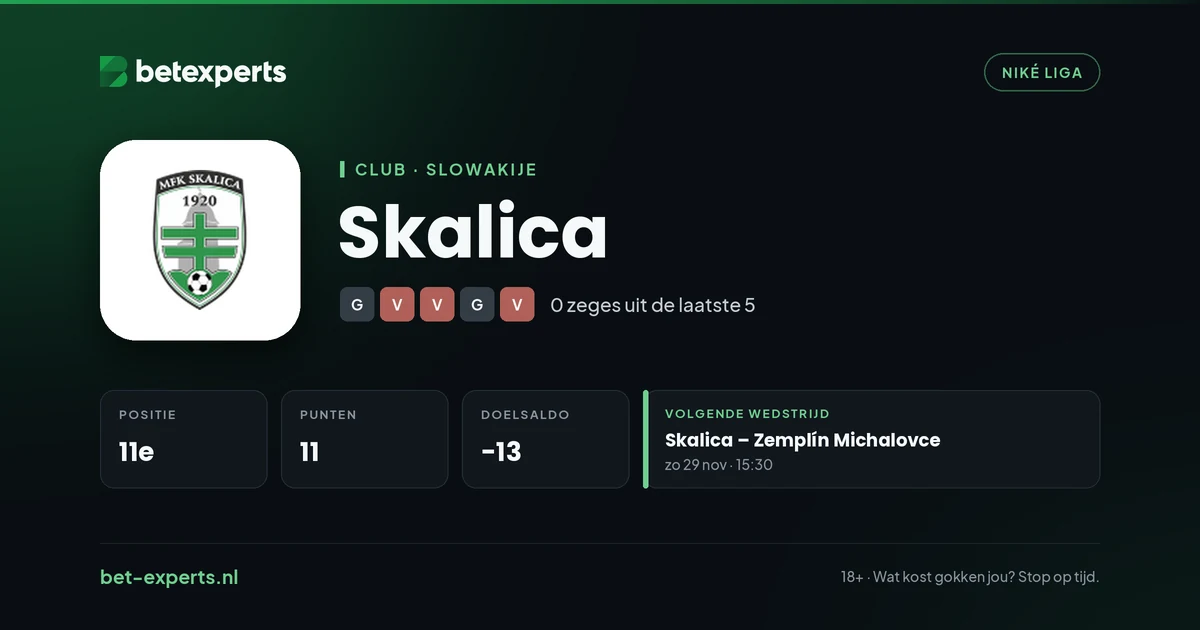 betexperts
NIKÉ LIGA
MFK SKALICA
1920
CLUB · SLOWAKIJE
Skalica
G V V G V 0 zeges uit de laatste 5
POSITIE
11e
PUNTEN
11
DOELSALDO
-13
VOLGENDE WEDSTRIJD
Skalica – Zemplín Michalovce
zo 29 nov · 15:30
bet-experts.nl
18+ · Wat kost gokken jou? Stop op tijd.